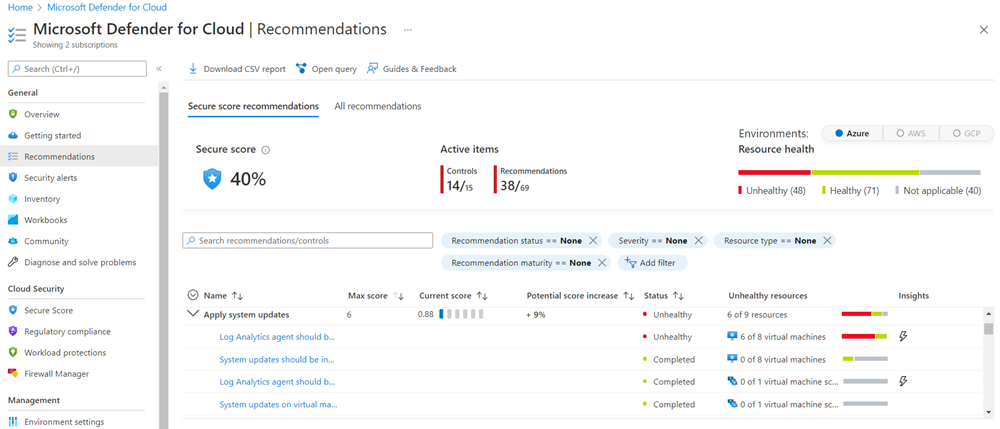 Home > Microsoft Defender for Cloud
Microsoft Defender for Cloud | Recommendations ...
Showing 2 subscriptions
Search (Ctrl+/) «
General
Overview
Getting started
Recommendations
Security alerts
Inventory
Workbooks
Community
Diagnose and solve problems
Cloud Security
Secure Score
Regulatory compliance
Workload protections
Firewall Manager
Management
Environment settings
Download CSV report Open query Guides & Feedback
Secure score recommendations All recommendations
Secure score
40%
Active items
Controls
14/15
Recommendations
38/69
Environments: Azure AWS GCP
Resource health
Unhealthy (48) Healthy (71) Not applicable (40)
Search recommendations/controls
Recommendation status == None Severity == None Resource type == None
Recommendation maturity == None Add filter
Name Max score Current score Potential score increase Status Unhealthy resources Insights
Apply system updates 6 0.88 + 9% Unhealthy 6 of 9 resources
Log Analytics agent should b... Unhealthy 6 of 8 virtual machines
System updates should be in... Completed 0 of 8 virtual machines
Log Analytics agent should b... Completed 0 of 1 virtual machine sc...
System updates on virtual ma... Completed 0 of 1 virtual machine sc...